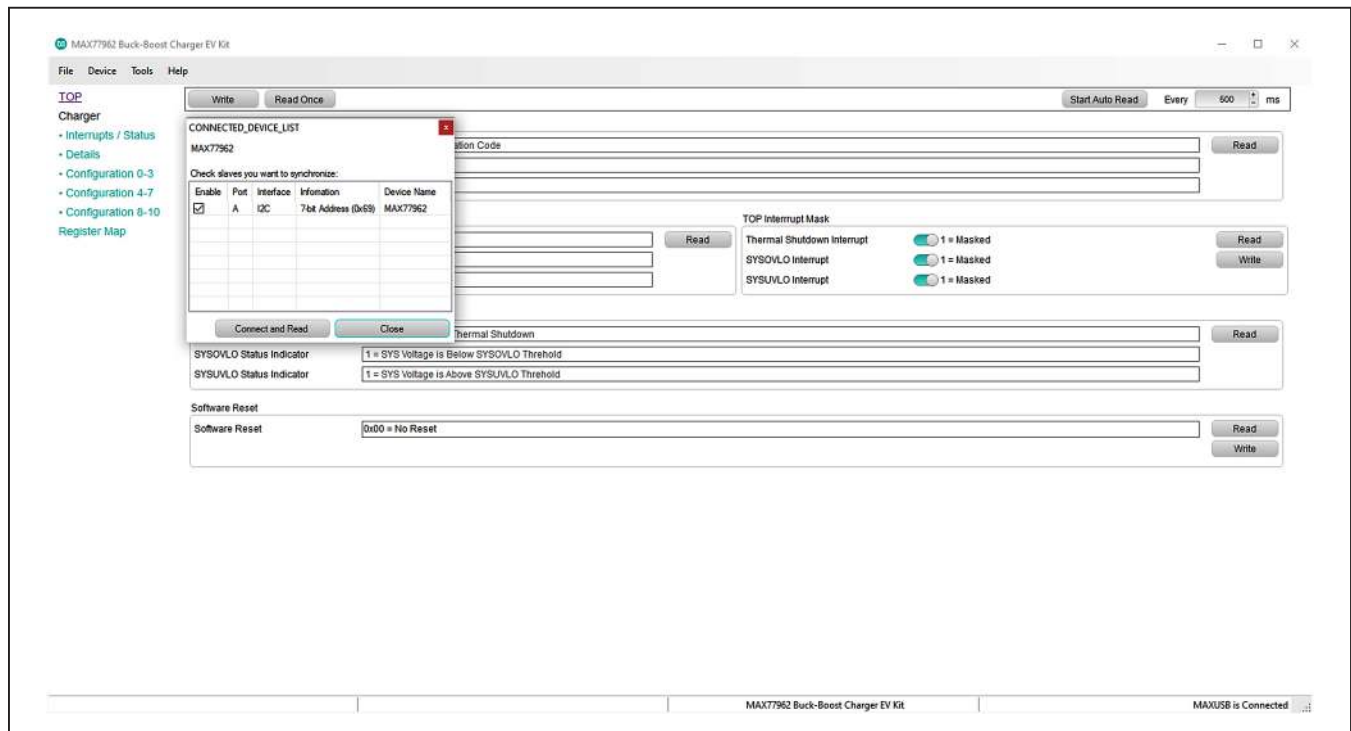 MAX77962 Buck-Boost Charger EV Kit
File Device Tools Help
TOP
Charger
- Interrupts / Status
- Details
- Configuration 0-3
- Configuration 4-7
- Configuration 8-10
Register Map
Write Read Once Start Auto Read Every 500 ms
CONNECTED_DEVICE_LIST x
MAX77962
Check slaves you want to synchronize:
Enable Port Interface Infomation Device Name
A I2C 7-bit Address (0x69) MAX77962
Connect and Read Close
ation Code Read
Read
TOP Interrrupt Mask
Thermal Shutdown Interrupt 1 = Masked Read
SYSOVLO Interrupt 1 = Masked Write
SYSUVLO Interrupt 1 = Masked
Thermal Shutdown Read
SYSOVLO Status Indicator 1 = SYS Voltage is Below SYSOVLO Threhold
SYSUVLO Status Indicator 1 = SYS Voltage is Above SYSUVLO Threhold
Software Reset
Software Reset 0x00 = No Reset Read
Write
MAX77962 Buck-Boost Charger EV Kit MAXUSB is Connected